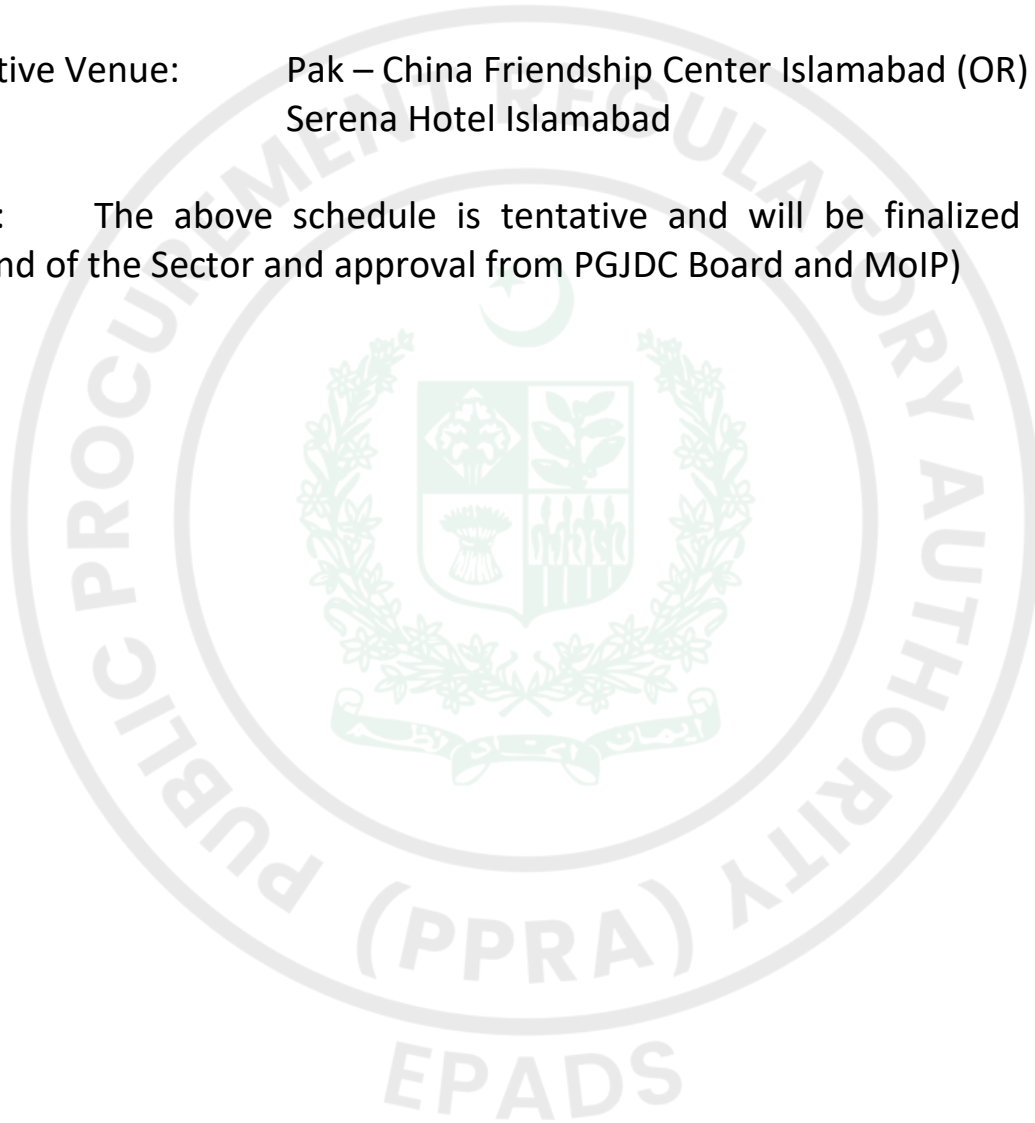 tive Venue: Pak – China Friendship Center Islamabad (OR)
Serena Hotel Islamabad
: The above schedule is tentative and will be finalized
nd of the Sector and approval from PGJDC Board and MoIP)
PUBLIC PROCUREMENT REGULATORY AUTHORITY
(PPRA)
EPADS